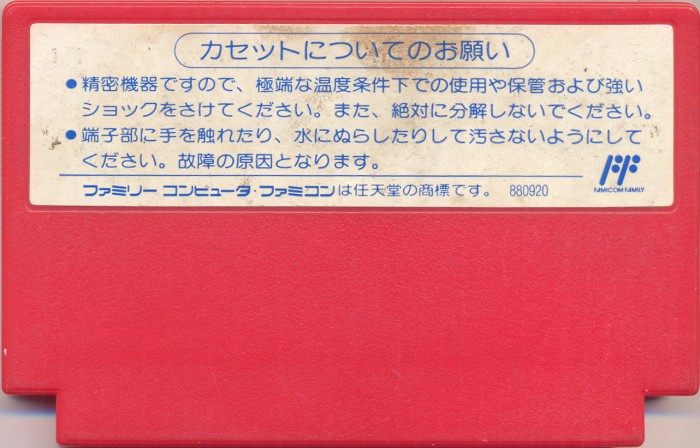 カセットについてのお願い
●精密機器ですので、極端な温度条件下での使用や保管および強い
ショックをさけてください。また、絶対に分解しないでください。
●端子部に手を触れたり、水にぬらしたりして汚さないようにして
ください。故障の原因となります。
FF
FAMICOM FAMILY
ファミリー コンピュータ・ファミコンは任天堂の商標です。 880920